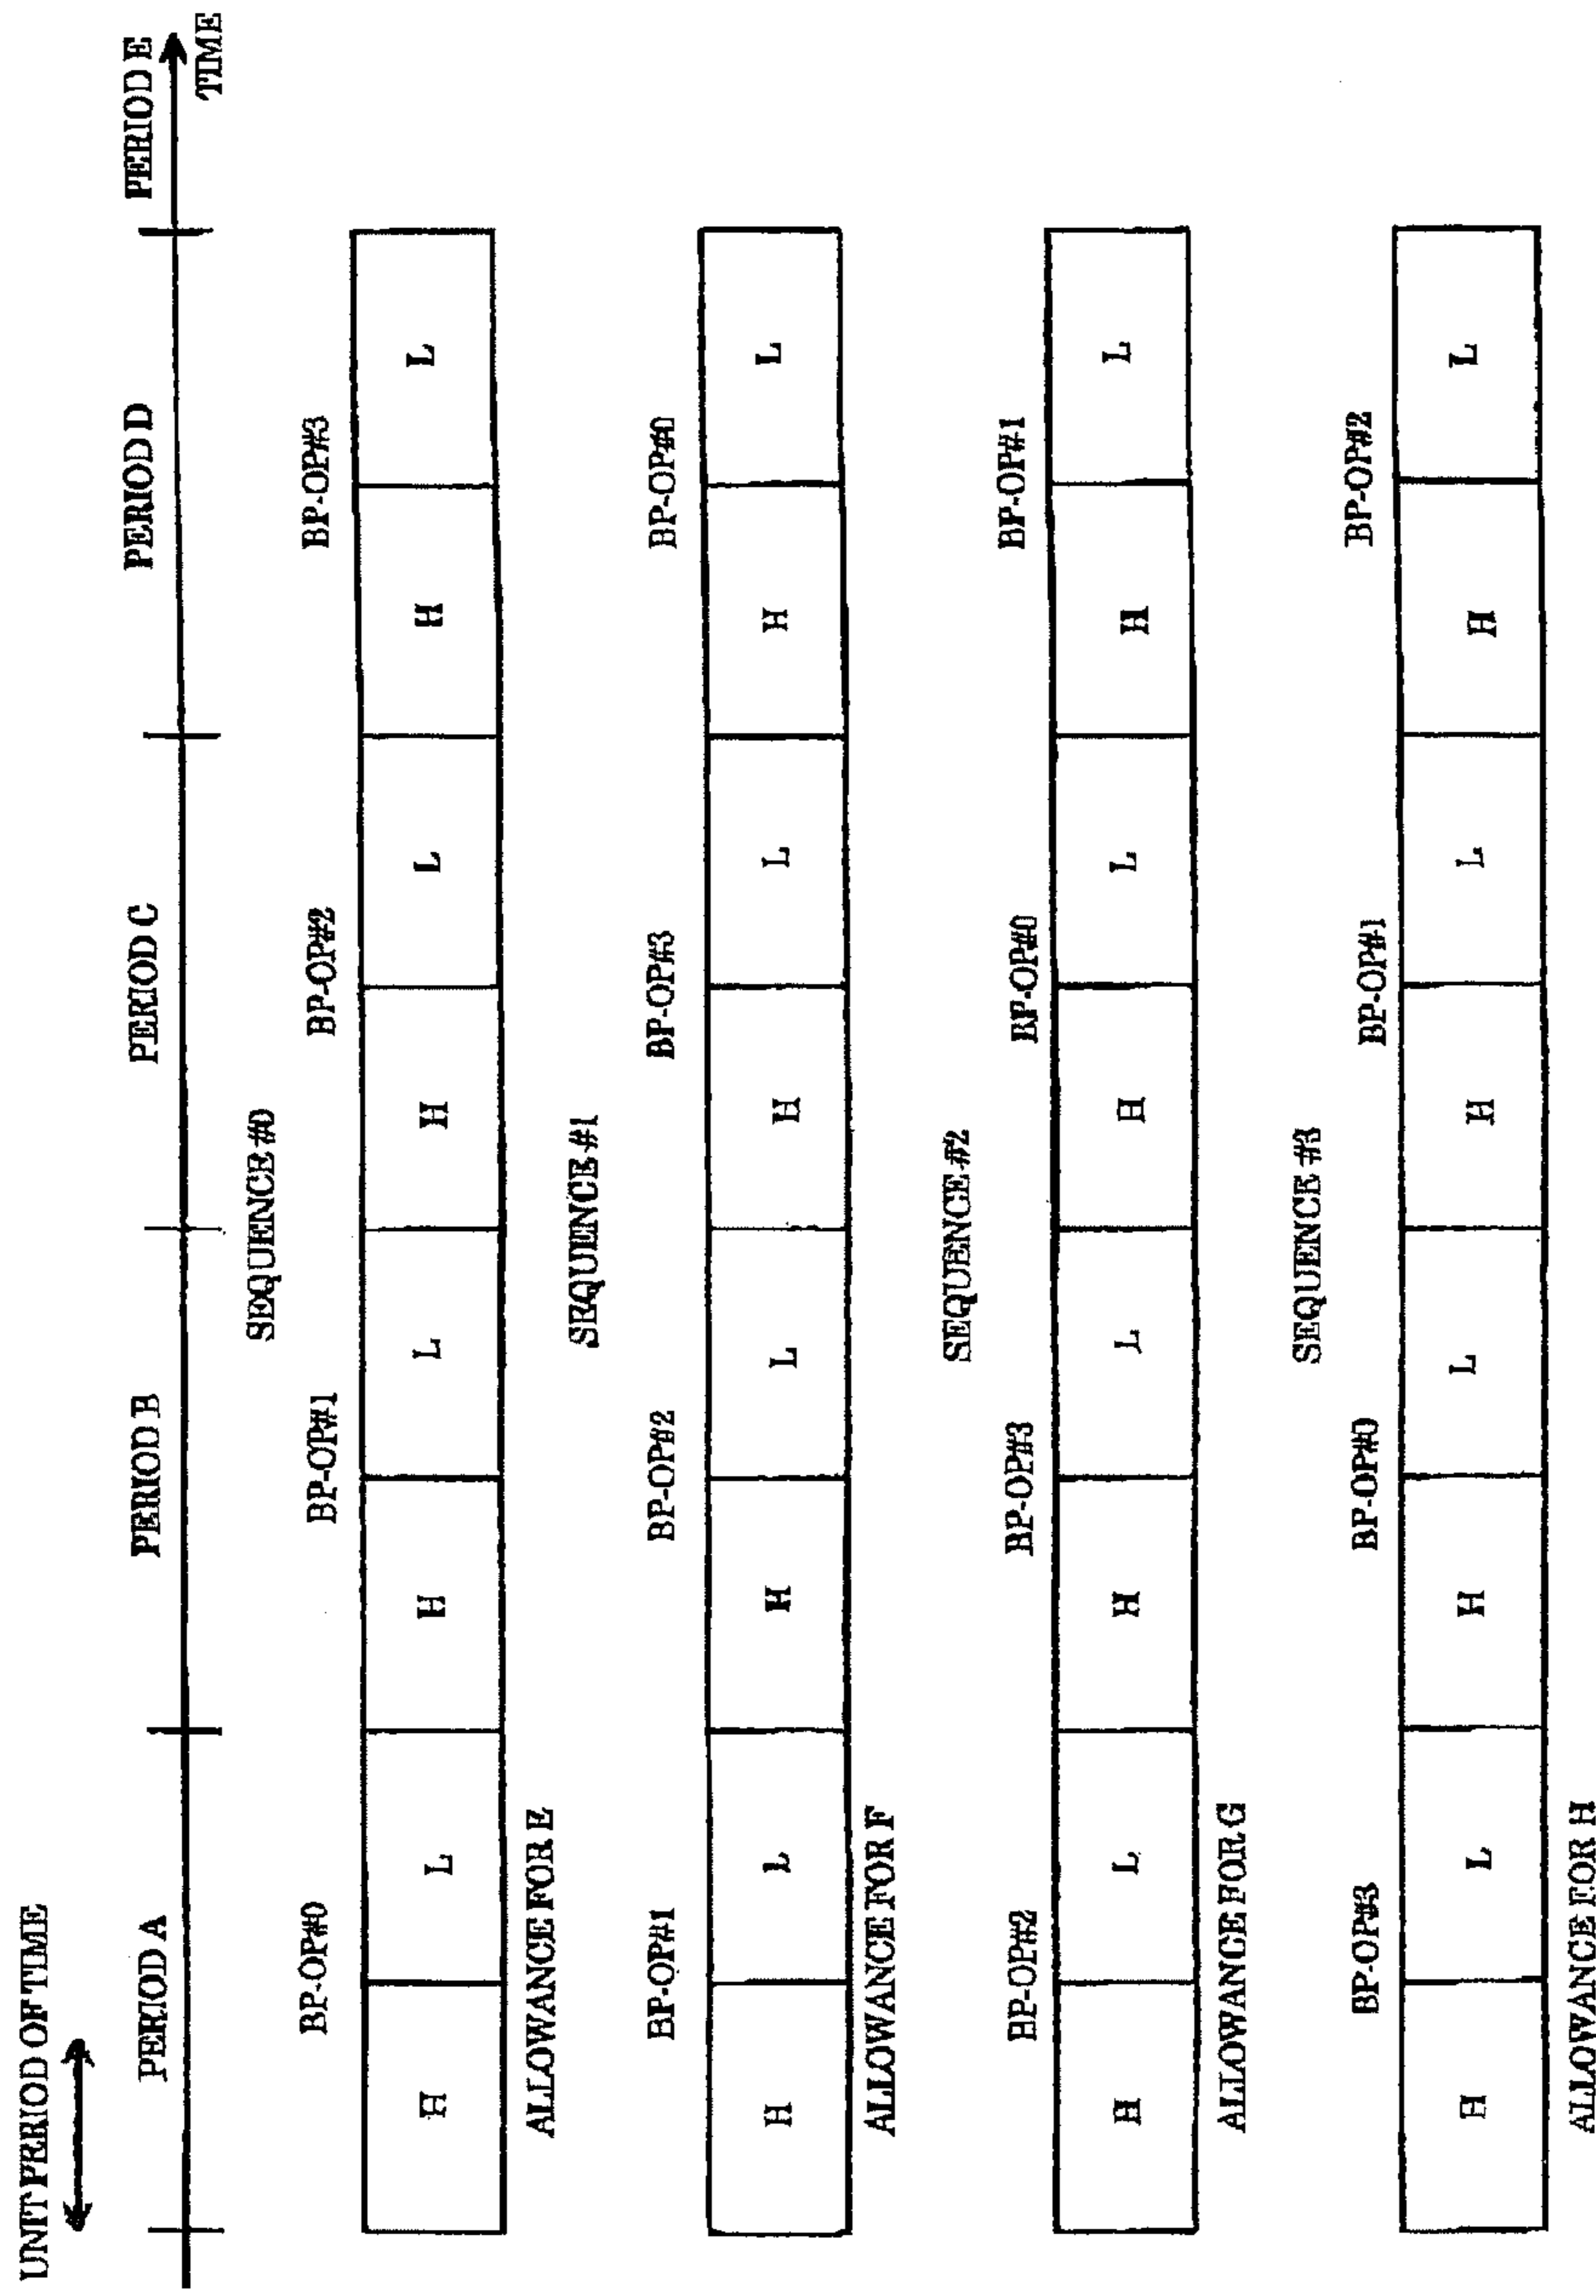 UNIT PERIOD OF TIME
PERIOD A PERIOD B PERIOD C PERIOD D PERIOD E
TIME
SEQUENCE #0
BP-OP#0 BP-OP#1 BP-OP#2 BP-OP#3
H L H L H L H L
ALLOWANCE FOR E
SEQUENCE #1
BP-OP#1 BP-OP#2 BP-OP#3 BP-OP#0
H L H L H L H L
ALLOWANCE FOR F
SEQUENCE #2
BP-OP#2 BP-OP#3 BP-OP#0 BP-OP#1
H L H L H L H L
ALLOWANCE FOR G
SEQUENCE #3
BP-OP#3 BP-OP#0 BP-OP#1 BP-OP#2
H L H L H L H L
ALLOWANCE FOR H